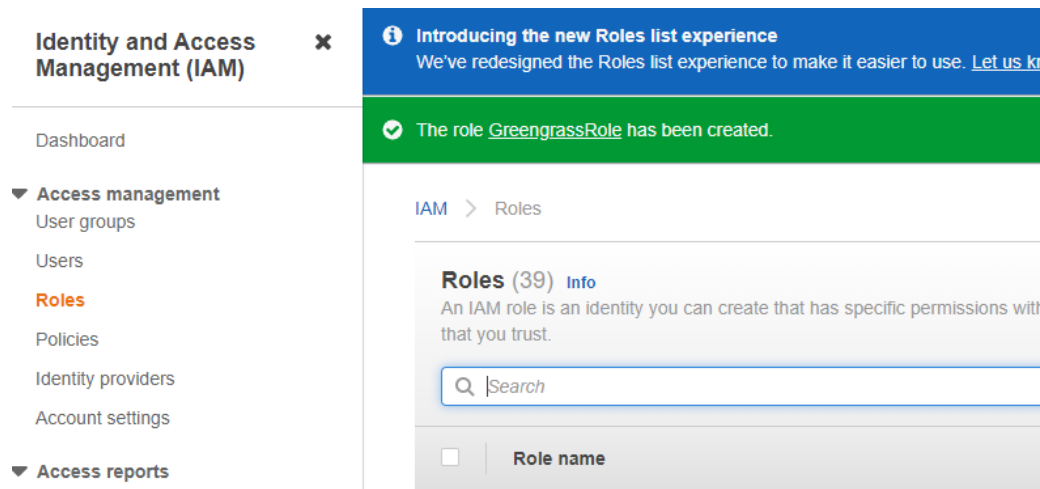 Identity and Access
Management (IAM)
Dashboard
Access management
User groups
Users
Roles
Policies
Identity providers
Account settings
Access reports
Introducing the new Roles list experience
We've redesigned the Roles list experience to make it easier to use. Let us
The role GreengrassRole has been created.
IAM > Roles
Roles (39) Info
An IAM role is an identity you can create that has specific permissions
that you trust.
Search
Role name